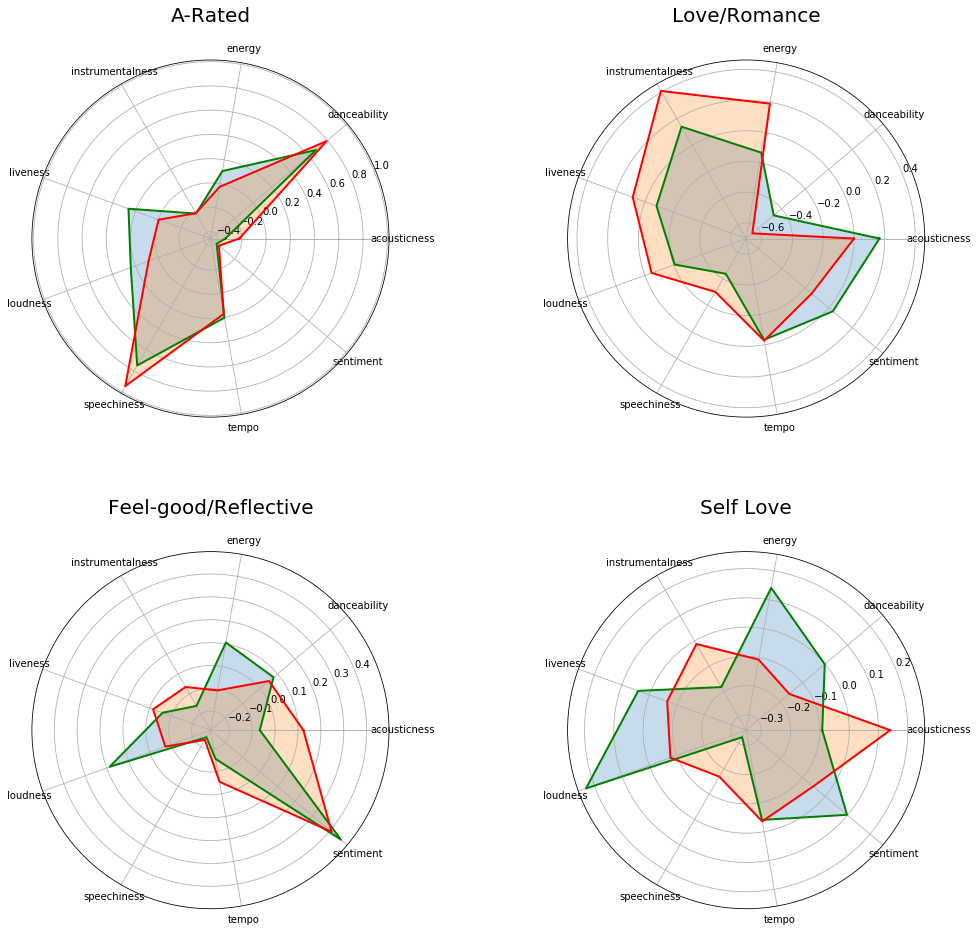 A-Rated
energy
instrumentalness
danceability
liveness
1.0
0.8
0.6
0.4
0.2
0.0
−0.2
−0.4
acousticness
loudness
sentiment
speechiness
tempo
Love/Romance
energy
instrumentalness
danceability
liveness
0.4
0.2
0.0
−0.2
−0.4
−0.6
acousticness
loudness
sentiment
speechiness
tempo
Feel-good/Reflective
energy
instrumentalness
danceability
liveness
0.4
0.3
0.2
0.1
0.0
−0.1
−0.2
acousticness
loudness
sentiment
speechiness
tempo
Self Love
energy
instrumentalness
danceability
liveness
0.2
0.1
0.0
−0.1
−0.2
−0.3
acousticness
loudness
sentiment
speechiness
tempo